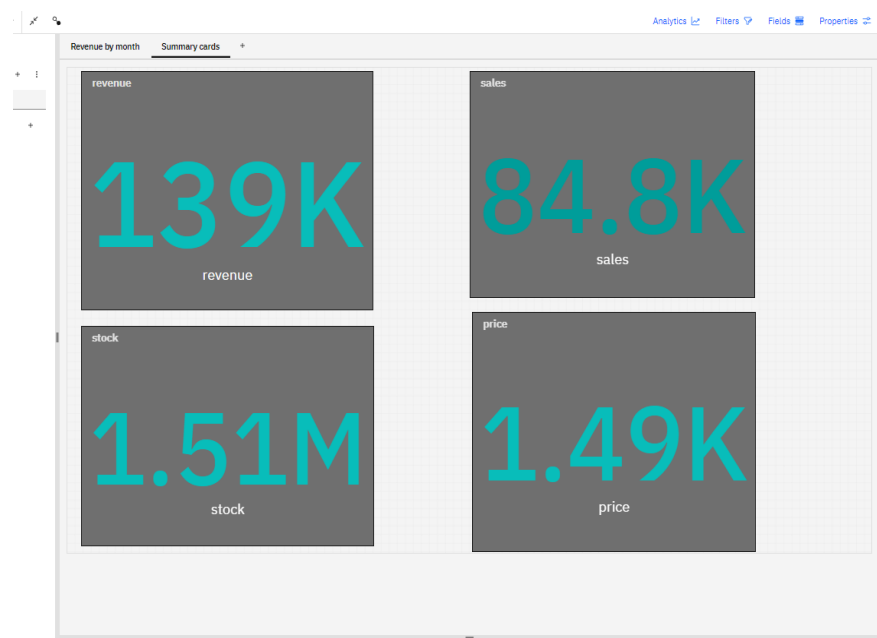 Analytics Filters Fields Properties
Revenue by month Summary cards +
+
+
revenue
139K
revenue
sales
84.8K
sales
stock
1.51M
stock
price
1.49K
price